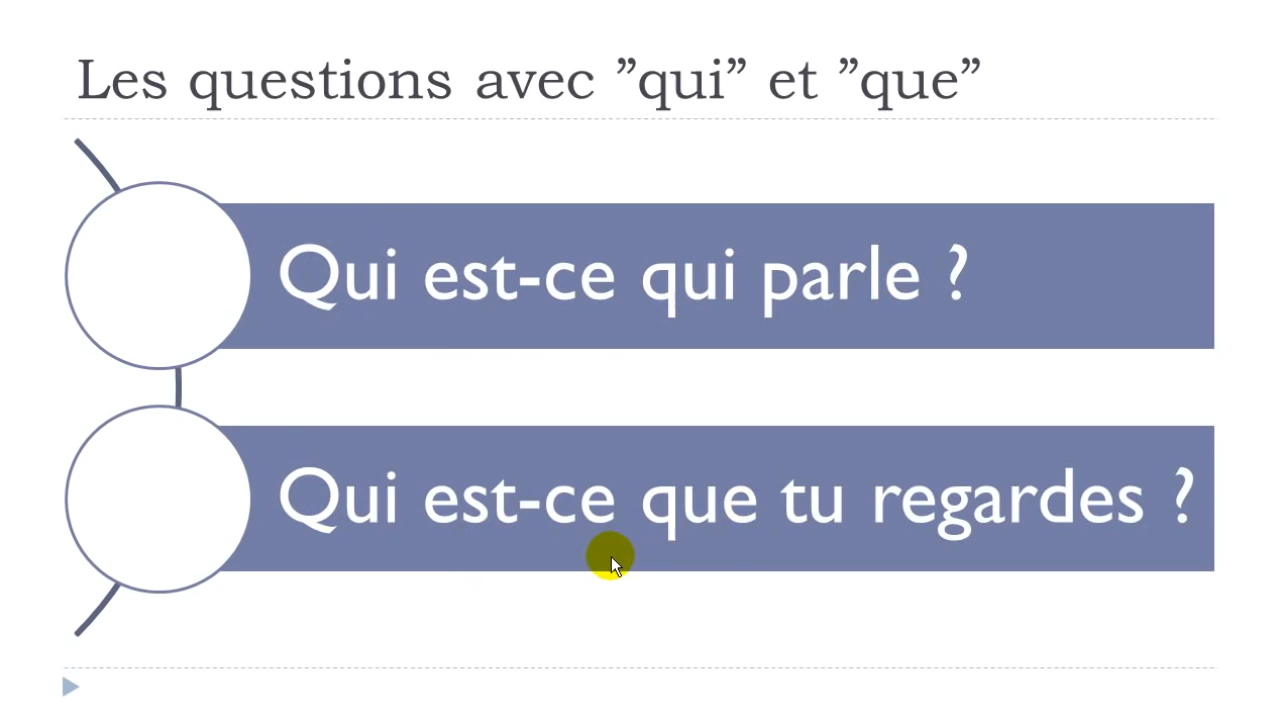 Les questions avec ”qui” et ”que”
Qui est-ce qui parle ?
Qui est-ce que tu regardes ?